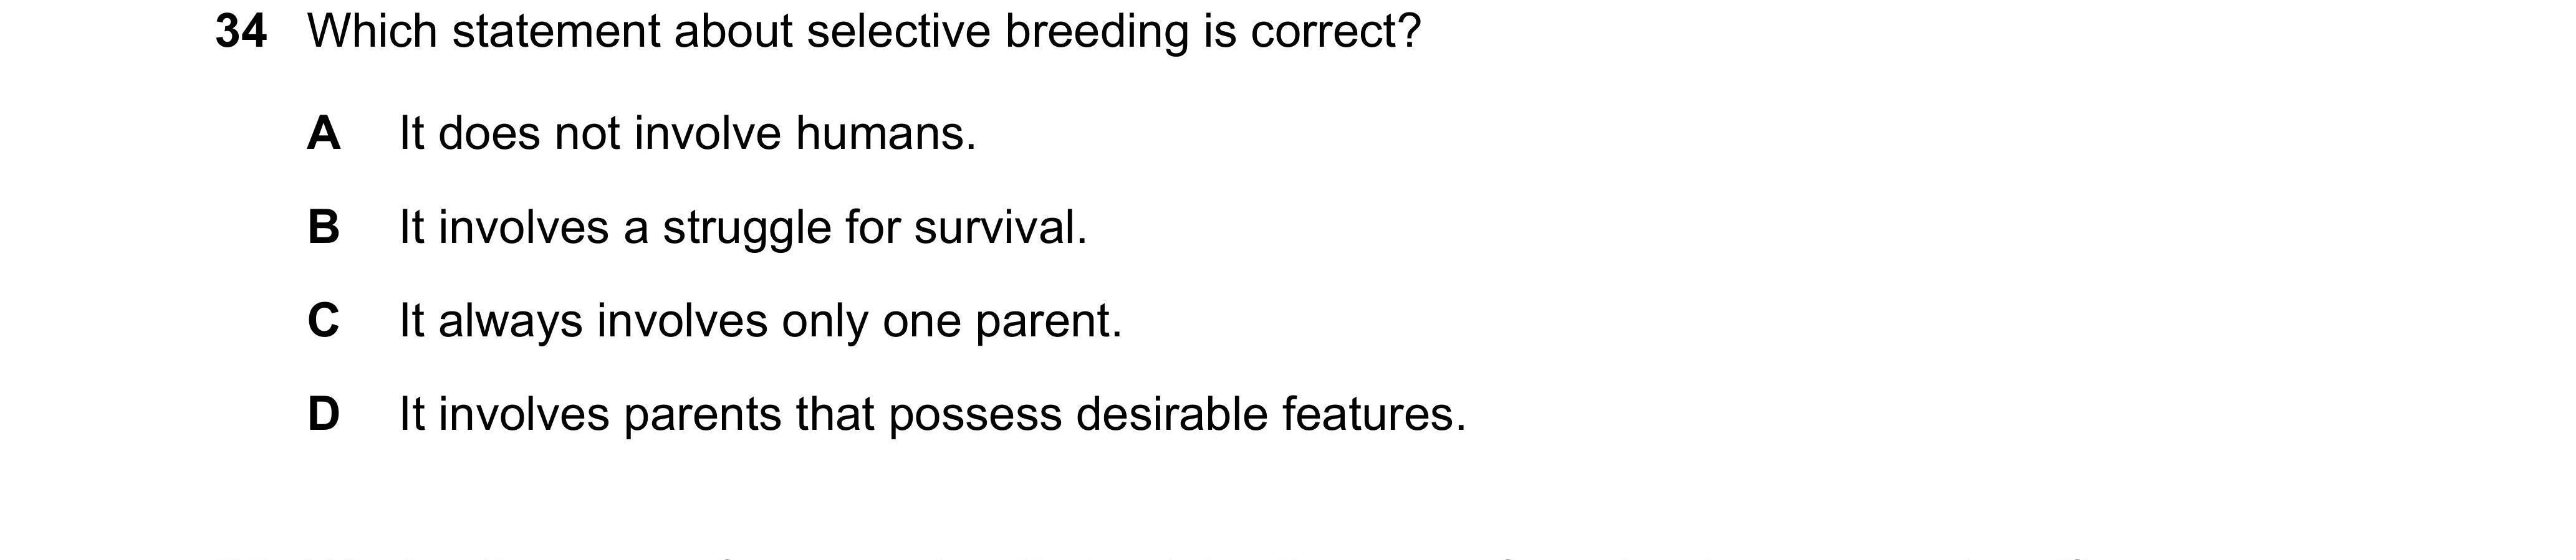 34 Which statement about selective breeding is correct?
A It does not involve humans.
B It involves a struggle for survival.
C It always involves only one parent.
D It involves parents that possess desirable features.